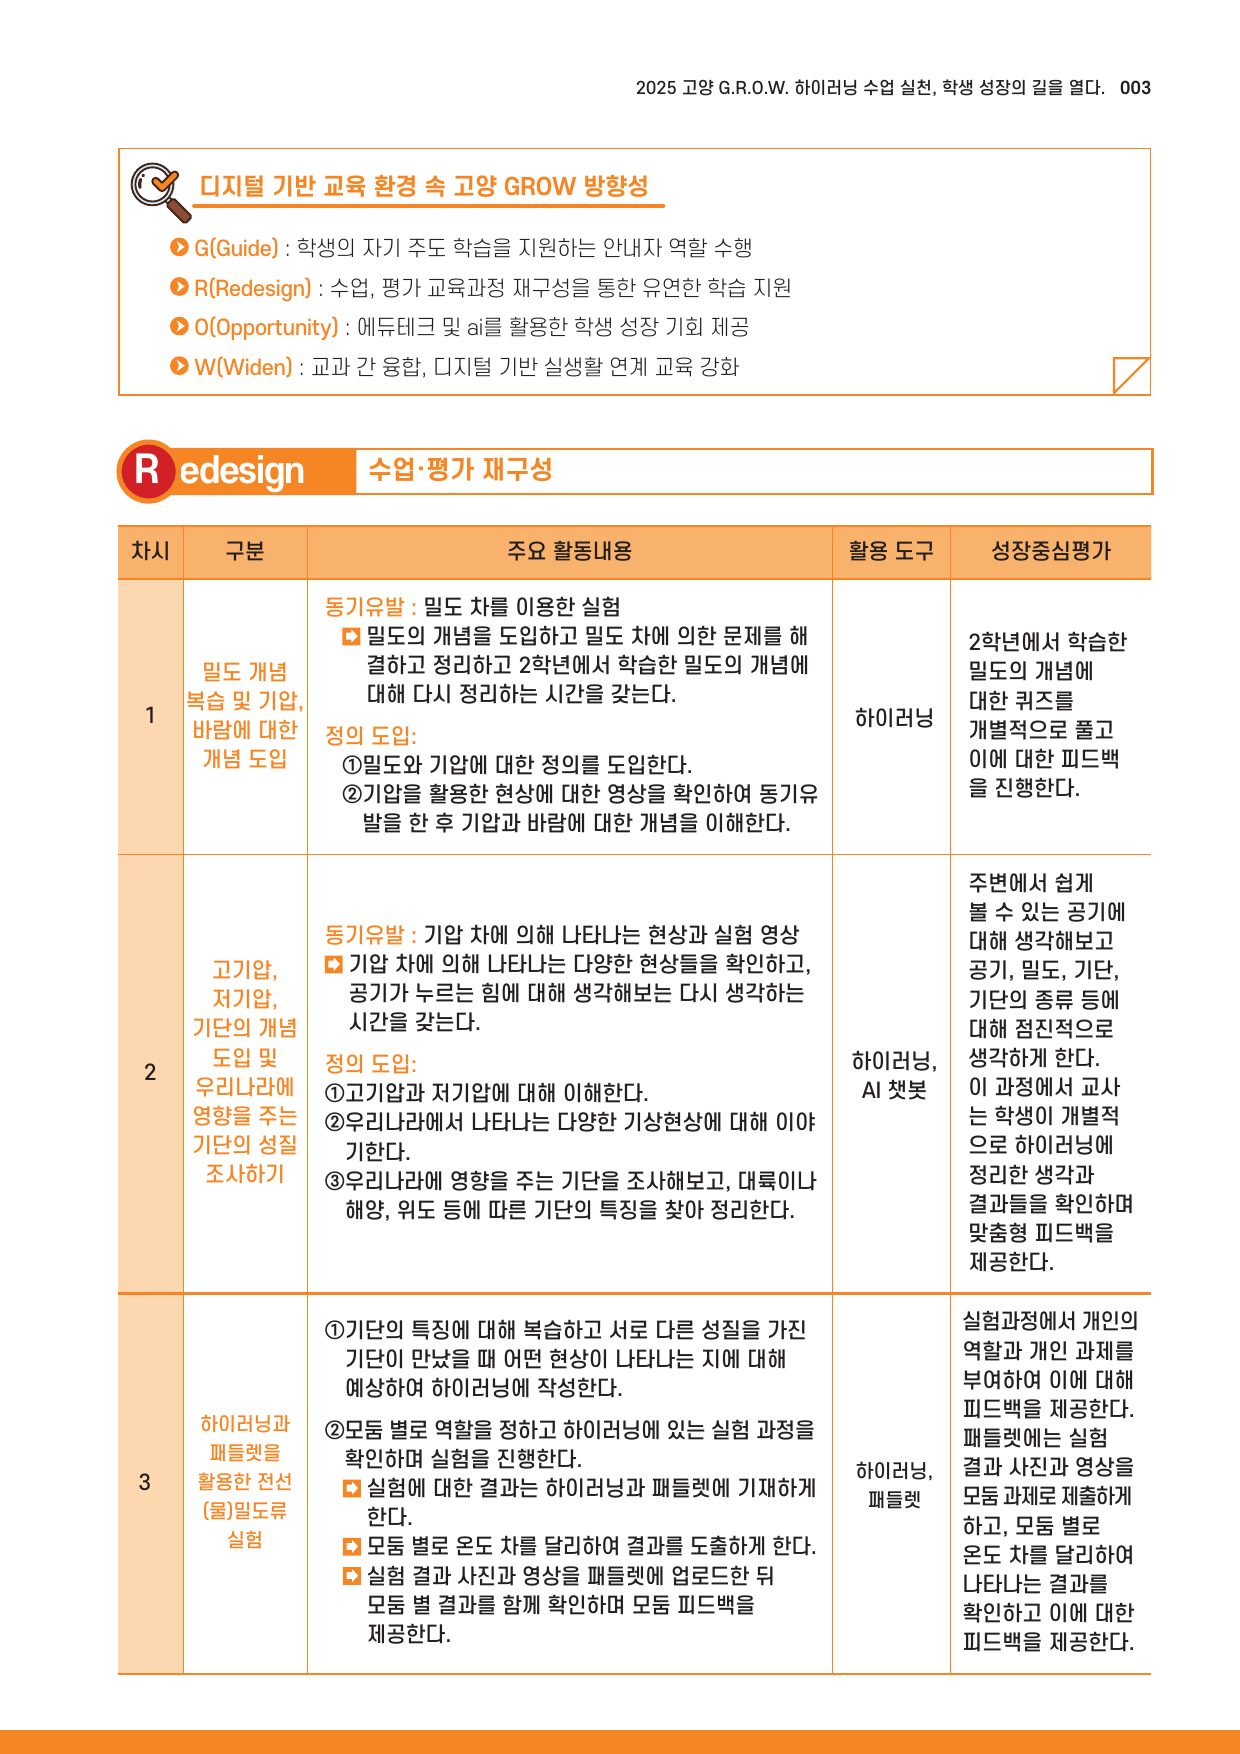 2025 고양 G.R.O.W. 하이러닝 수업 실천, 학생 성장의 길을 열다. 003
디지털 기반 교육 환경 속 고양 GROW 방향성
G(Guide) : 학생의 자기 주도 학습을 지원하는 안내자 역할 수행
R(Redesign) : 수업, 평가 교육과정 재구성을 통한 유연한 학습 지원
O(Opportunity) : 에듀테크 및 ai를 활용한 학생 성장 기회 제공
W(Widen) : 교과 간 융합, 디지털 기반 실생활 연계 교육 강화
Redesign 수업·평가 재구성
차시 구분 주요 활동내용 활용 도구 성장중심평가
1
밀도 개념
복습 및 기압,
바람에 대한
개념 도입
동기유발 : 밀도 차를 이용한 실험
밀도의 개념을 도입하고 밀도 차에 의한 문제를 해
결하고 정리하고 2학년에서 학습한 밀도의 개념에
대해 다시 정리하는 시간을 갖는다.
정의 도입:
①밀도와 기압에 대한 정의를 도입한다.
②기압을 활용한 현상에 대한 영상을 확인하여 동기유
발을 한 후 기압과 바람에 대한 개념을 이해한다.
하이러닝
2학년에서 학습한
밀도의 개념에
대한 퀴즈를
개별적으로 풀고
이에 대한 피드백
을 진행한다.
2
고기압,
저기압,
기단의 개념
도입 및
우리나라에
영향을 주는
기단의 성질
조사하기
동기유발 : 기압 차에 의해 나타나는 현상과 실험 영상
기압 차에 의해 나타나는 다양한 현상들을 확인하고,
공기가 누르는 힘에 대해 생각해보는 다시 생각하는
시간을 갖는다.
정의 도입:
①고기압과 저기압에 대해 이해한다.
②우리나라에서 나타나는 다양한 기상현상에 대해 이야
기한다.
③우리나라에 영향을 주는 기단을 조사해보고, 대륙이나
해양, 위도 등에 따른 기단의 특징을 찾아 정리한다.
하이러닝,
AI 챗봇
주변에서 쉽게
볼 수 있는 공기에
대해 생각해보고
공기, 밀도, 기단,
기단의 종류 등에
대해 점진적으로
생각하게 한다.
이 과정에서 교사
는 학생이 개별적
으로 하이러닝에
정리한 생각과
결과들을 확인하며
맞춤형 피드백을
제공한다.
3
하이러닝과
패들렛을
활용한 전선
(물)밀도류
실험
①기단의 특징에 대해 복습하고 서로 다른 성질을 가진
기단이 만났을 때 어떤 현상이 나타나는 지에 대해
예상하여 하이러닝에 작성한다.
②모둠 별로 역할을 정하고 하이러닝에 있는 실험 과정을
확인하며 실험을 진행한다.
실험에 대한 결과는 하이러닝과 패들렛에 기재하게
한다.
모둠 별로 온도 차를 달리하여 결과를 도출하게 한다.
실험 결과 사진과 영상을 패들렛에 업로드한 뒤
모둠 별 결과를 함께 확인하며 모둠 피드백을
제공한다.
하이러닝,
패들렛
실험과정에서 개인의
역할과 개인 과제를
부여하여 이에 대해
피드백을 제공한다.
패들렛에는 실험
결과 사진과 영상을
모둠 과제로 제출하게
하고, 모둠 별로
온도 차를 달리하여
나타나는 결과를
확인하고 이에 대한
피드백을 제공한다.